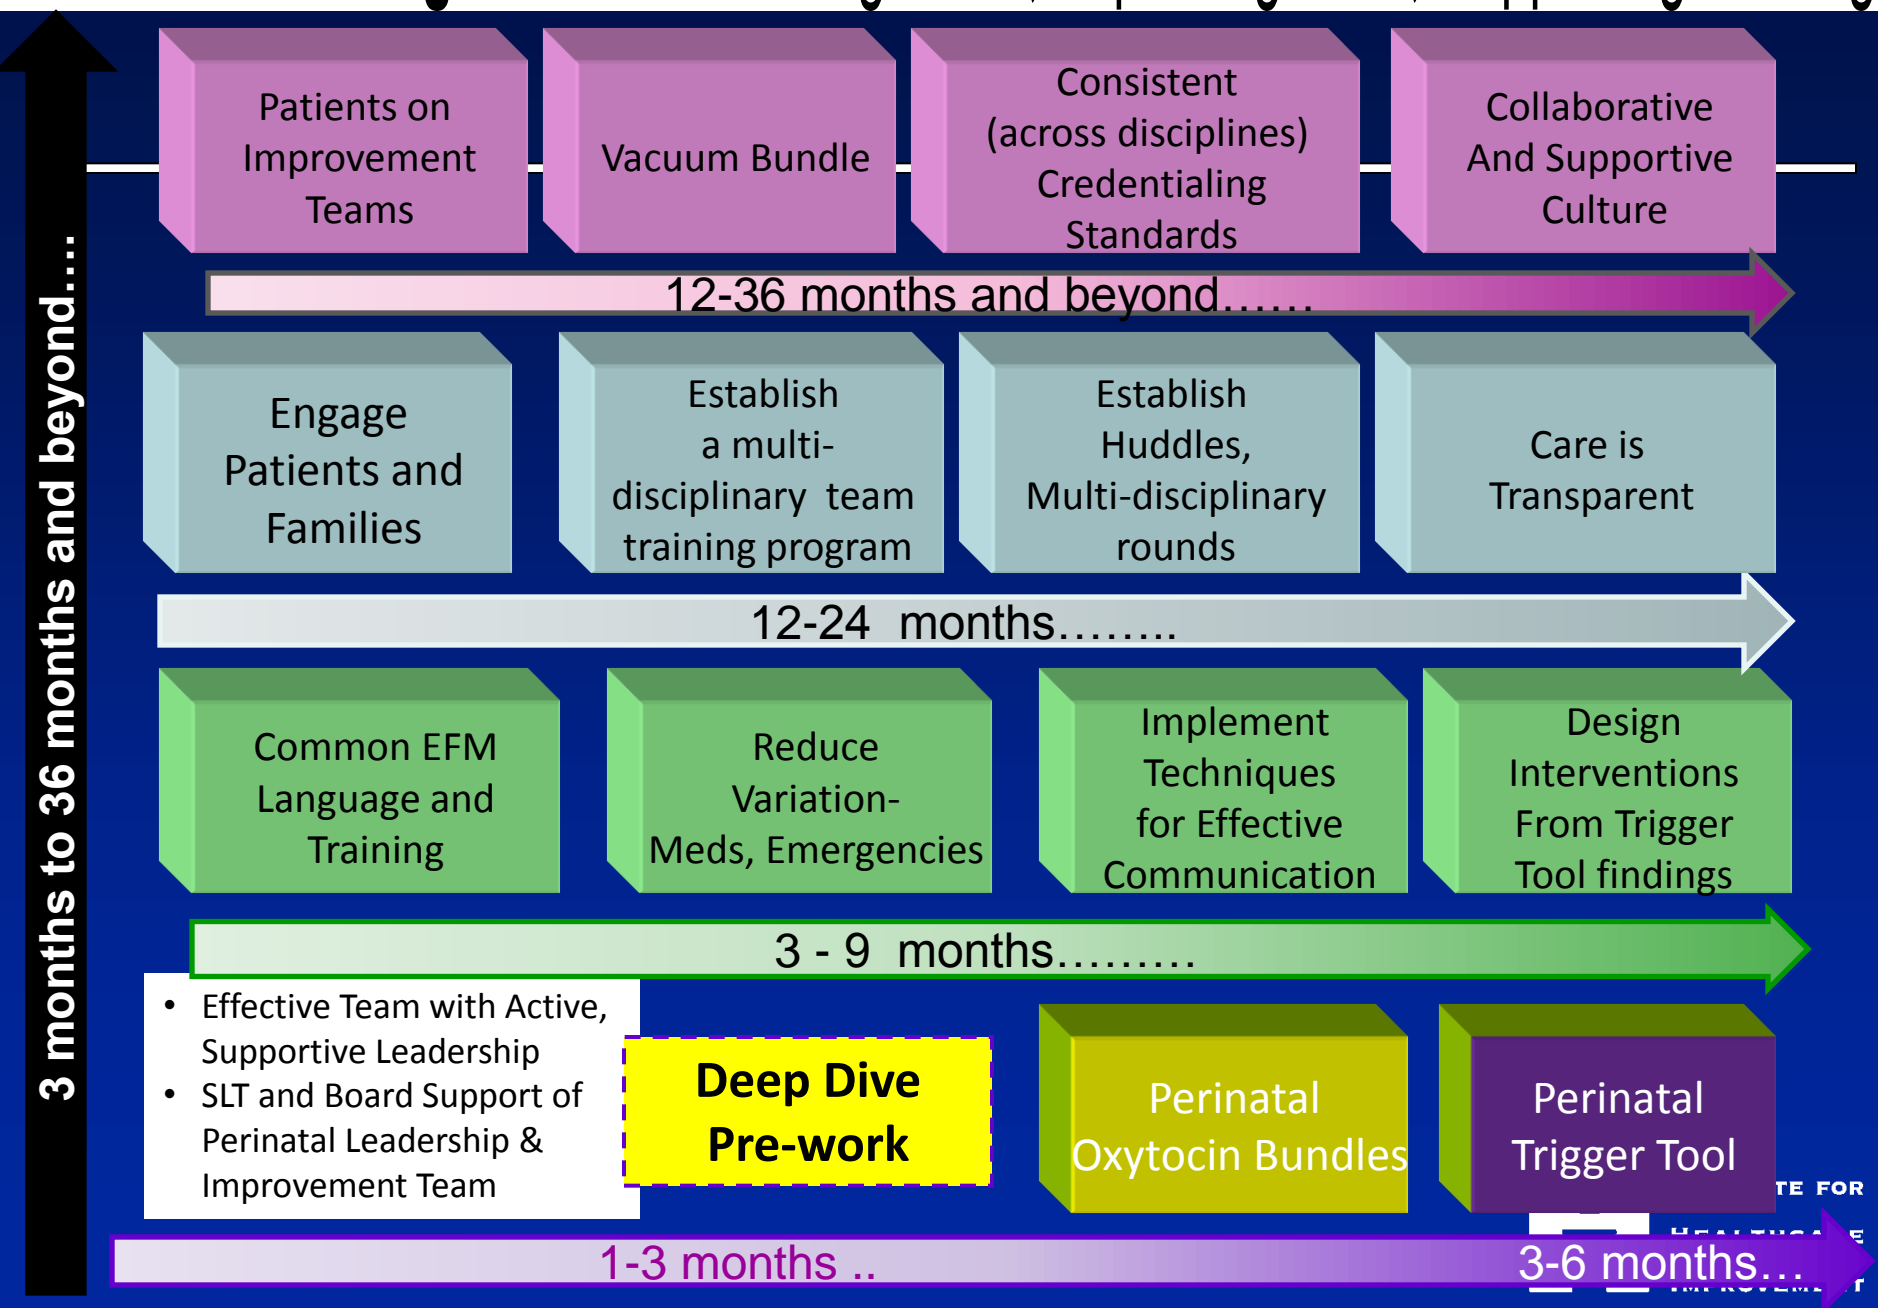 Patients on
Improvement
Teams
Vacuum Bundle
Consistent
(across disciplines)
Credentialing
Standards
Collaborative
And Supportive
Culture
12-36 months and beyond……
Engage
Patients and
Families
Establish
a multi-
disciplinary team
training program
Establish
Huddles,
Multi-disciplinary
rounds
Care is
Transparent
12-24 months……..
Common EFM
Language and
Training
Reduce
Variation-
Meds, Emergencies
Implement
Techniques
for Effective
Communication
Design
Interventions
From Trigger
Tool findings
3 - 9 months………
• Effective Team with Active,
Supportive Leadership
• SLT and Board Support of
Perinatal Leadership &
Improvement Team
Deep Dive
Pre-work
Perinatal
Oxytocin Bundles
Perinatal
Trigger Tool
1-3 months ..
3-6 months…
3 months to 36 months and beyond….
TE FOR